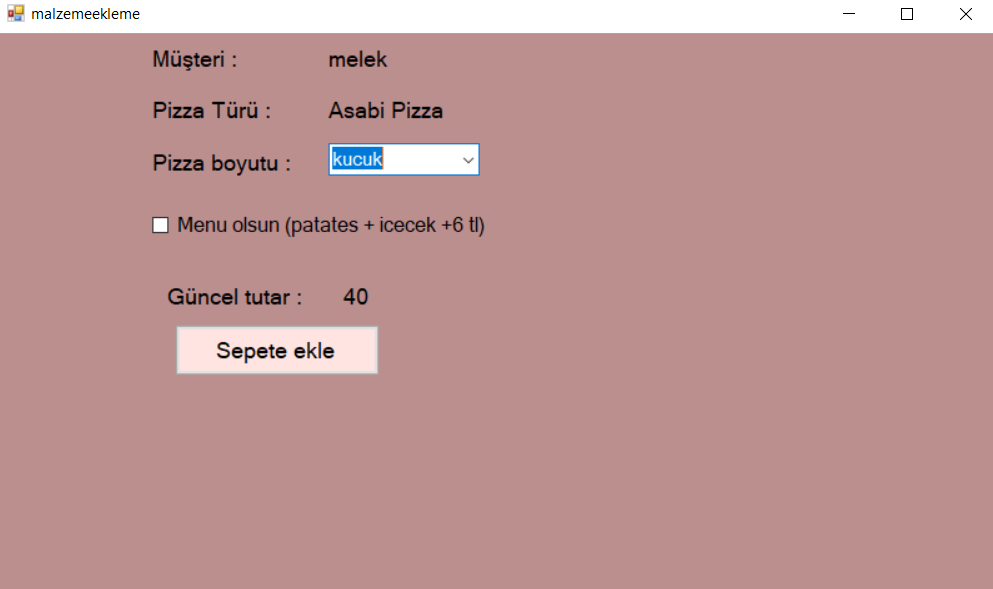 malzemeekleme
Müşteri : melek
Pizza Türü : Asabi Pizza
Pizza boyutu : kucuk
Menu olsun (patates + icecek +6 tl)
Güncel tutar : 40
Sepete ekle